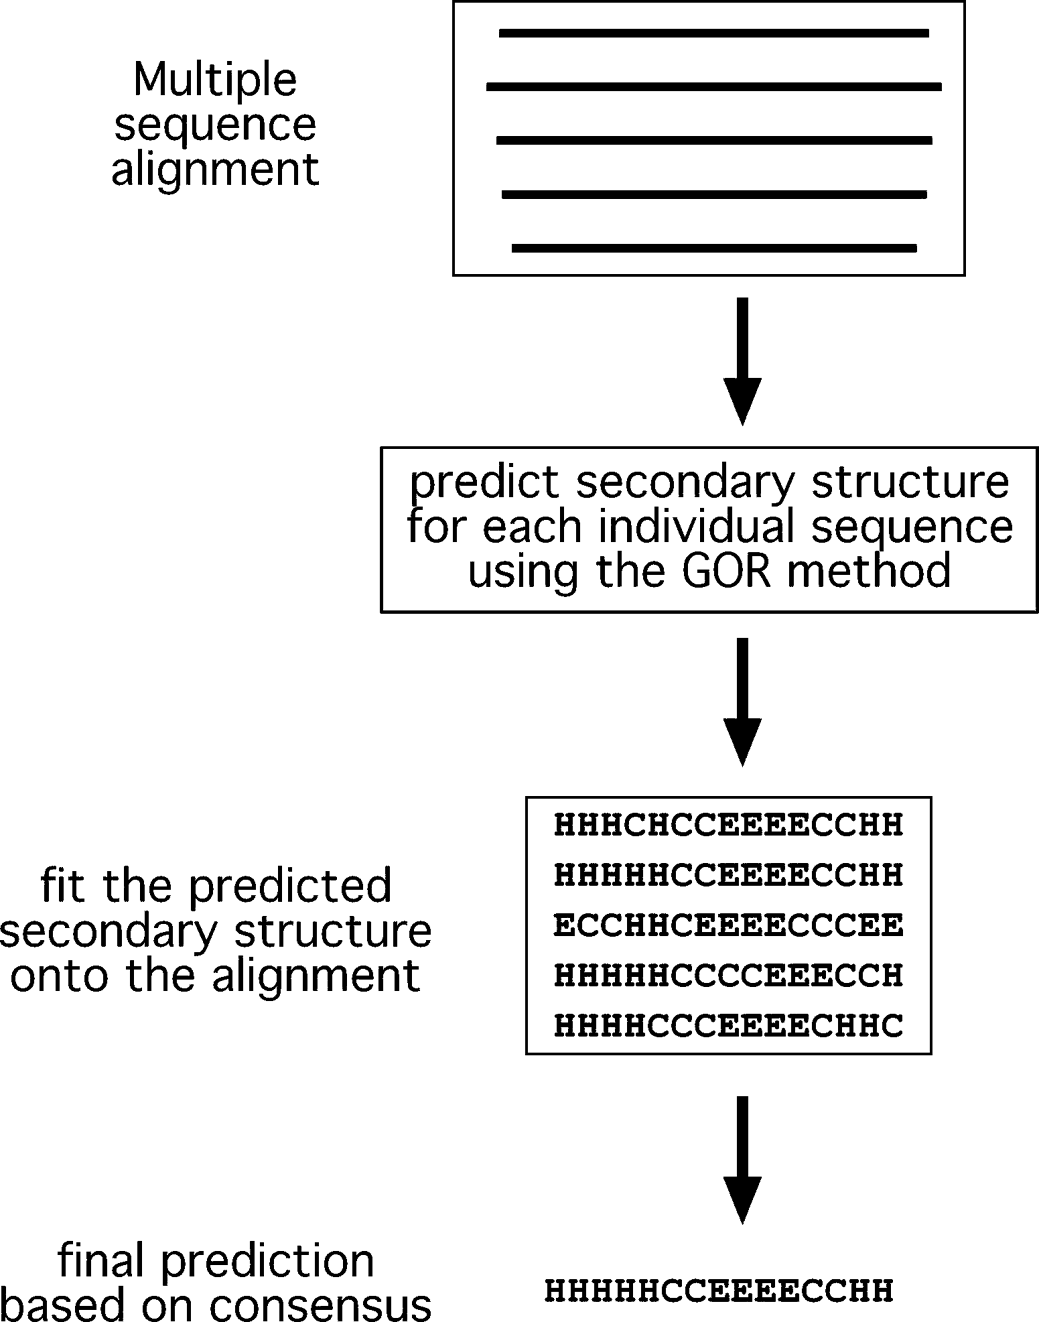 Multiple
sequence
alignment
predict secondary structure
for each individual sequence
using the GOR method
fit the predicted
secondary structure
onto the alignment
HHHCHCCEEEECCHH
HHHHHCCEEEECCHH
ECCHHCEEEECCCEE
HHHHHCCCCEEECCH
HHHHCCCEEEECHHC
final prediction
based on consensus
HHHHHCCEEEECCHH